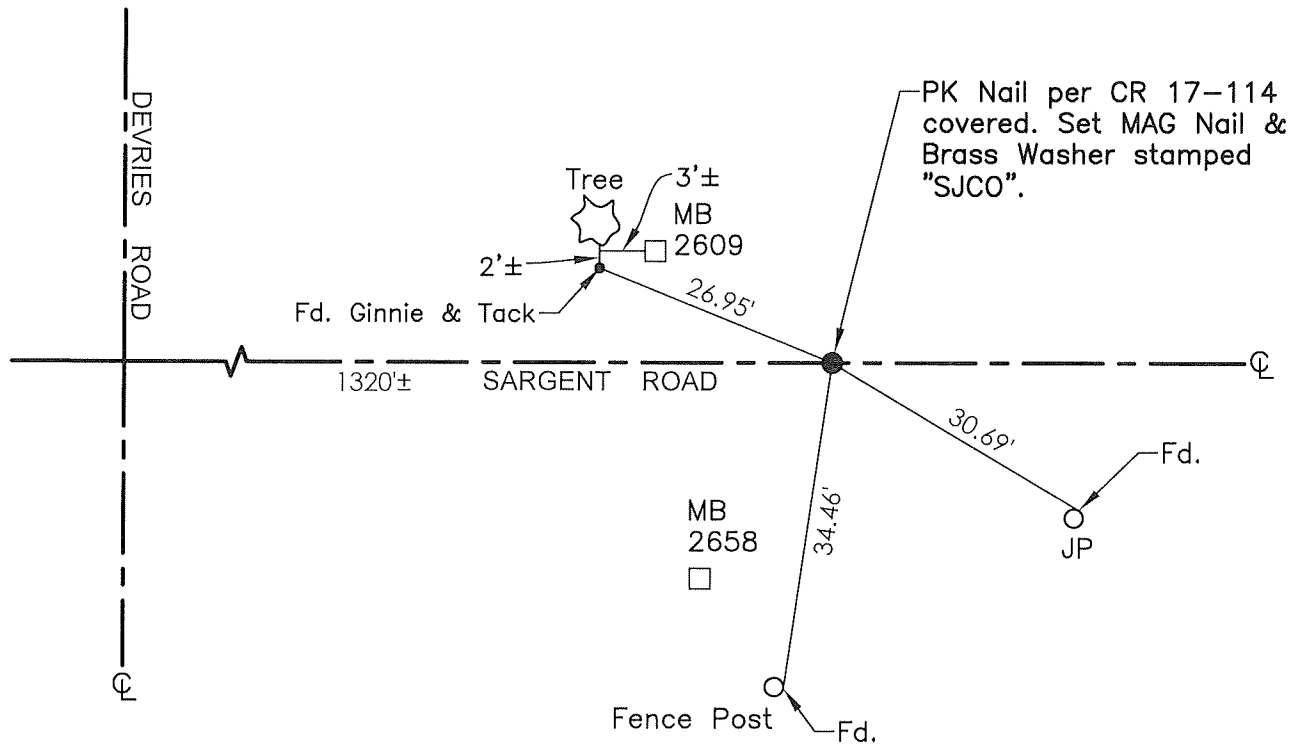 DEVRIES ROAD
PK Nail per CR 17-114
covered. Set MAG Nail &
Brass Washer stamped
"SJCO".
Tree
3'±
MB
2609
2'±
Fd. Ginnie & Tack
26.95'
1320'±
SARGENT ROAD
℄
30.69'
Fd.
JP
34.46'
MB
2658
℄
Fence Post
Fd.